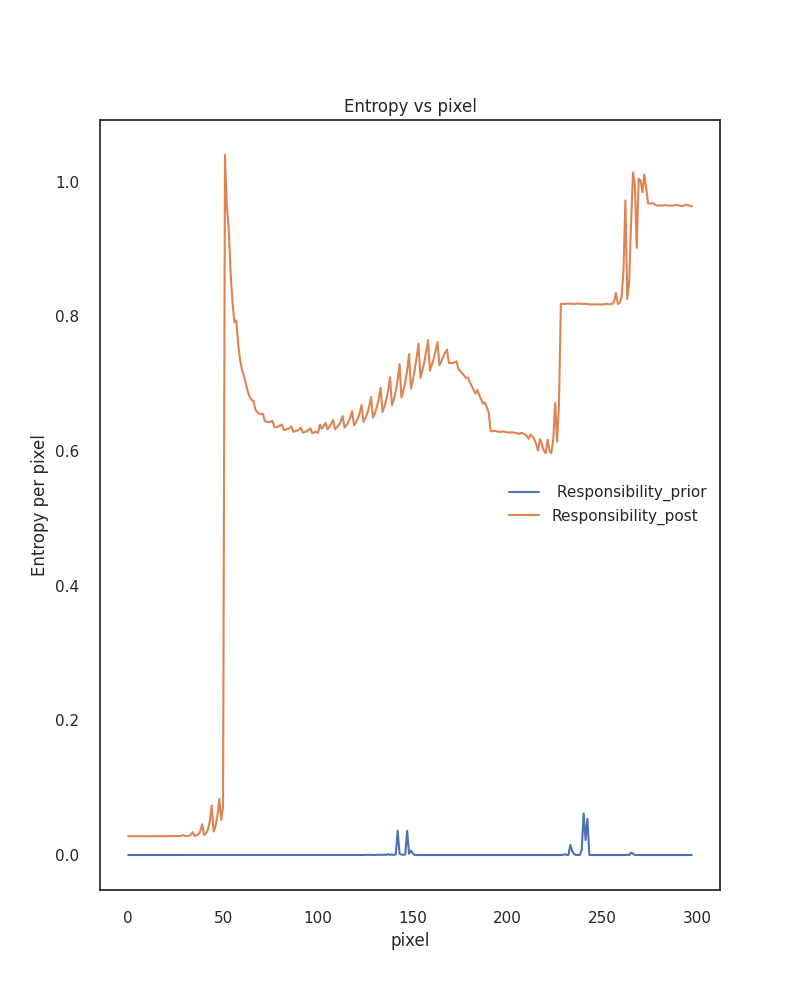 Entropy vs pixel
1.0
0.8
0.6
0.4
0.2
0.0
Entropy per pixel
Responsibility_prior
Responsibility_post
0 50 100 150 200 250 300
pixel